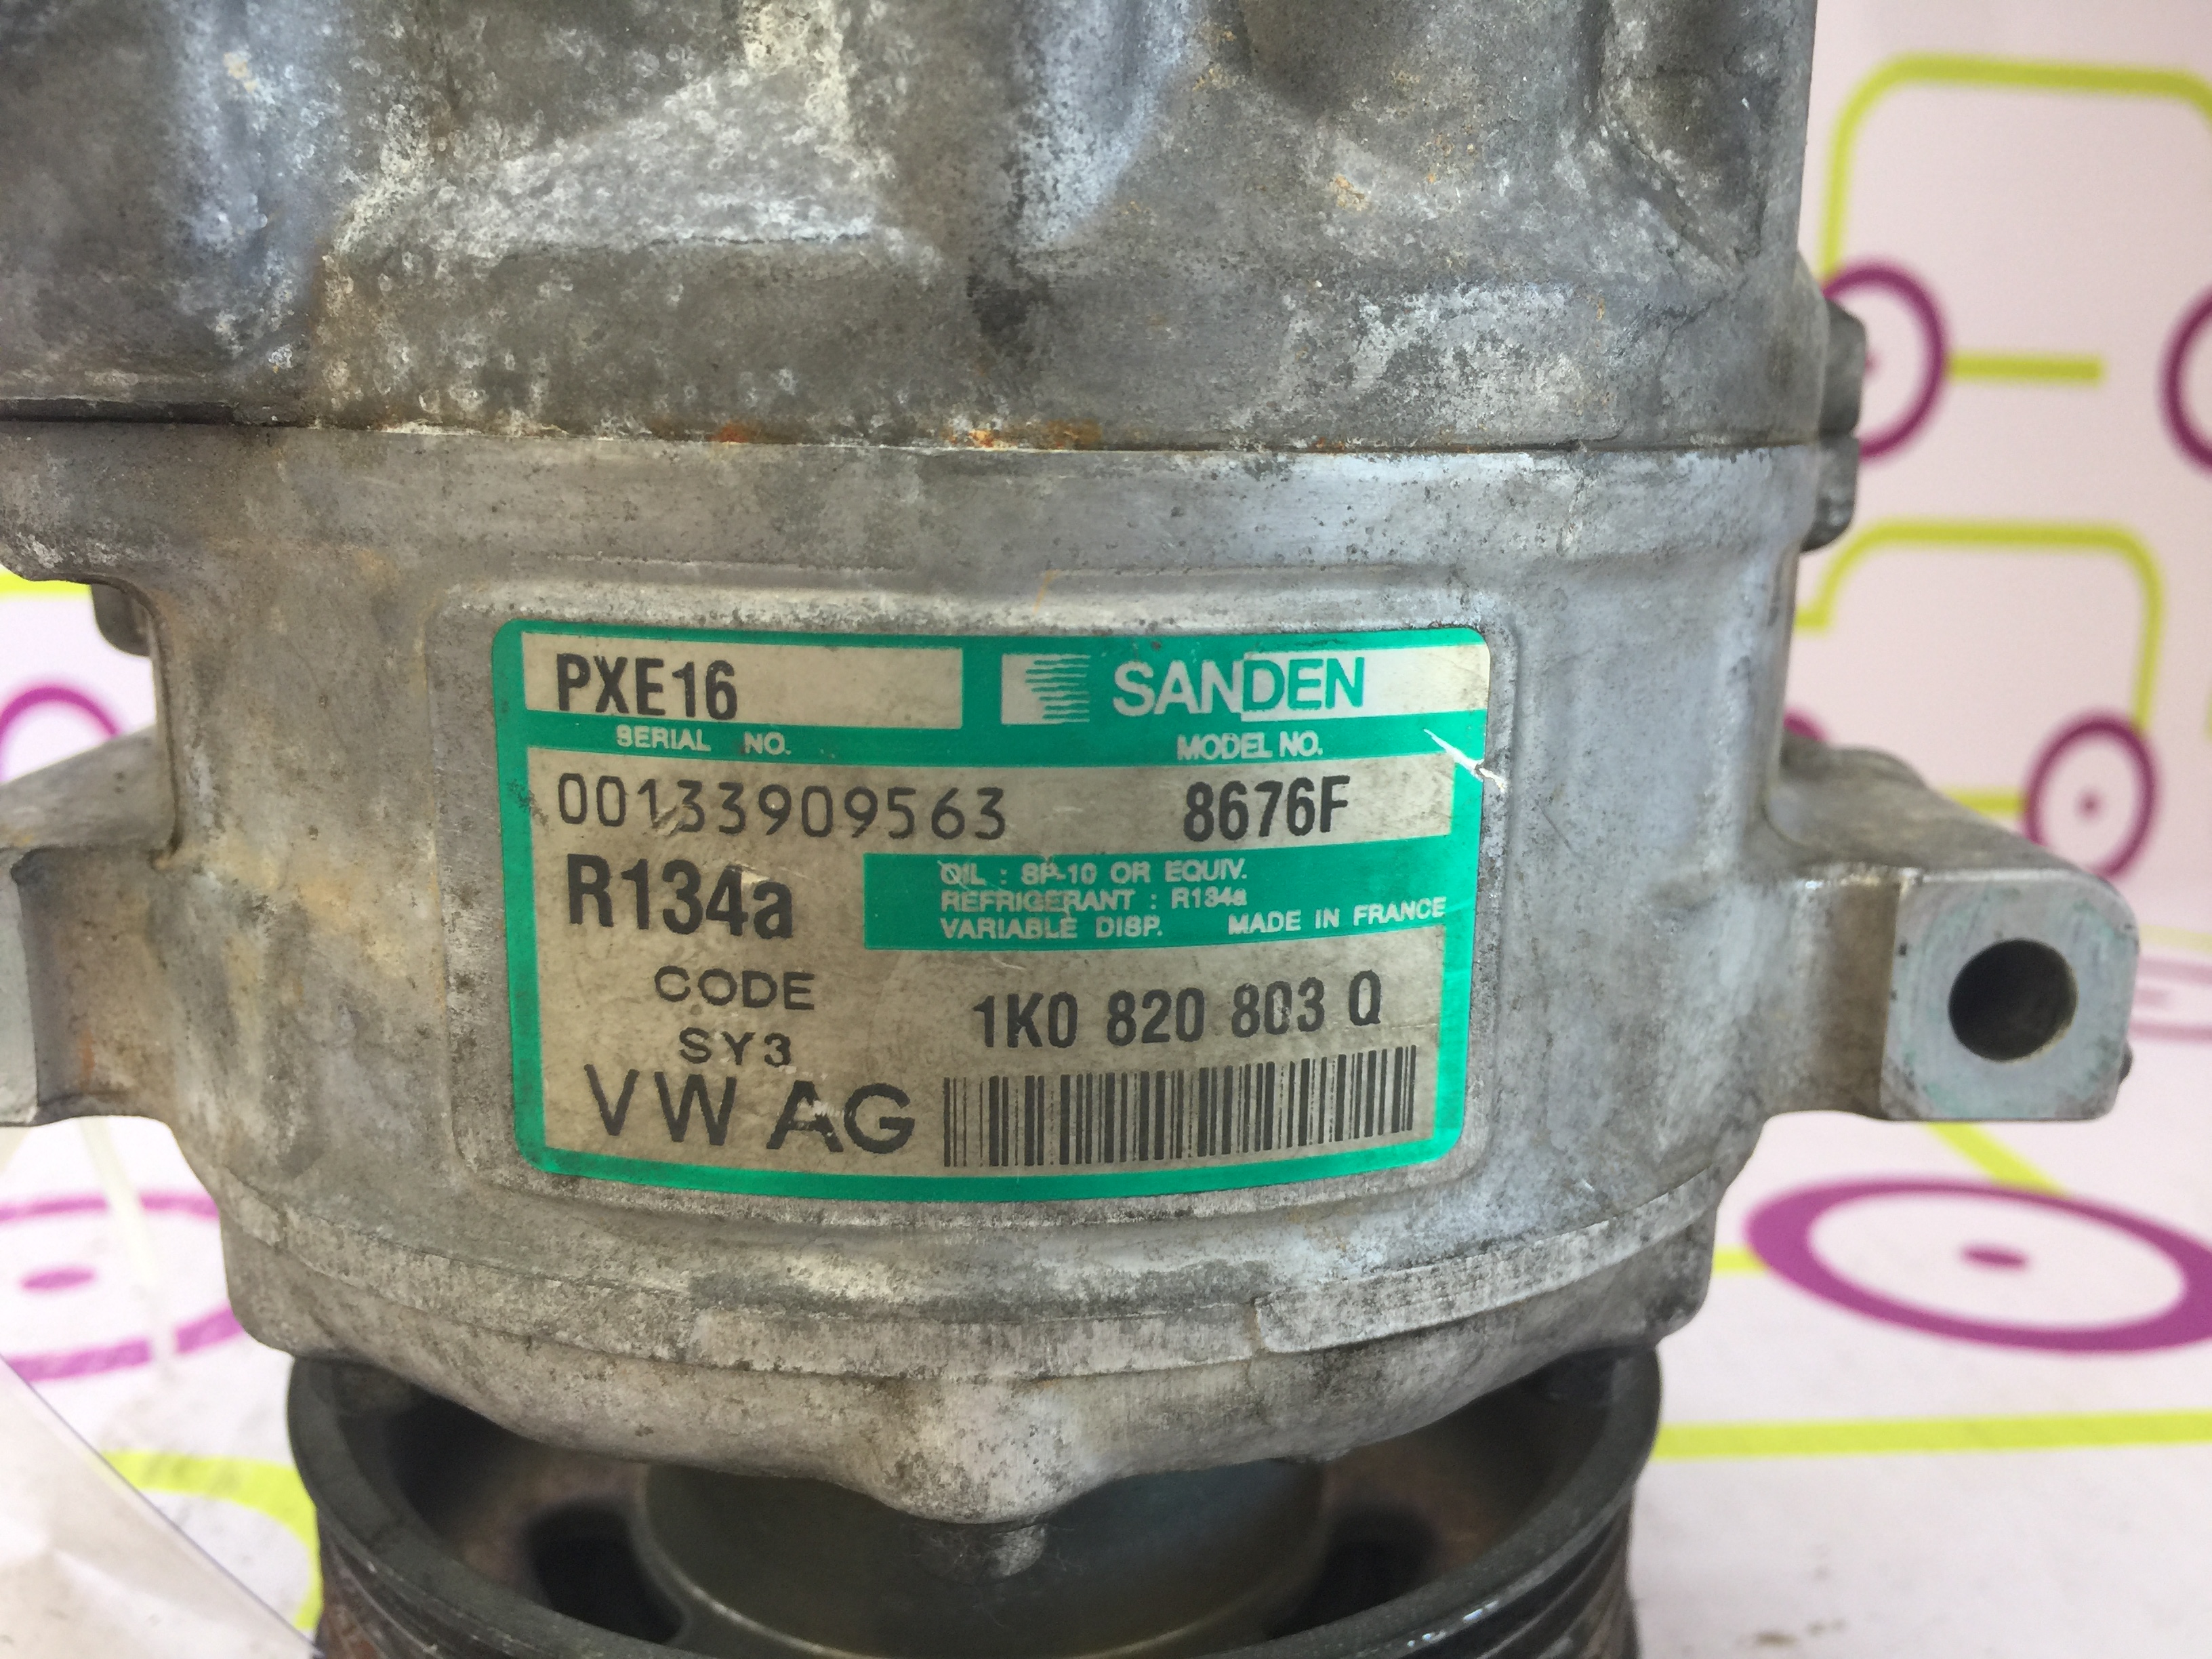 PXE16
SANDEN
SERIAL NO.
MODEL NO.
00133909563
8676F
R134a
OIL : SP-10 OR EQUIV.
REFRIGERANT : R134a
VARIABLE DISP. MADE IN FRANCE
CODE
SY3
1K0 820 803 Q
VW AG